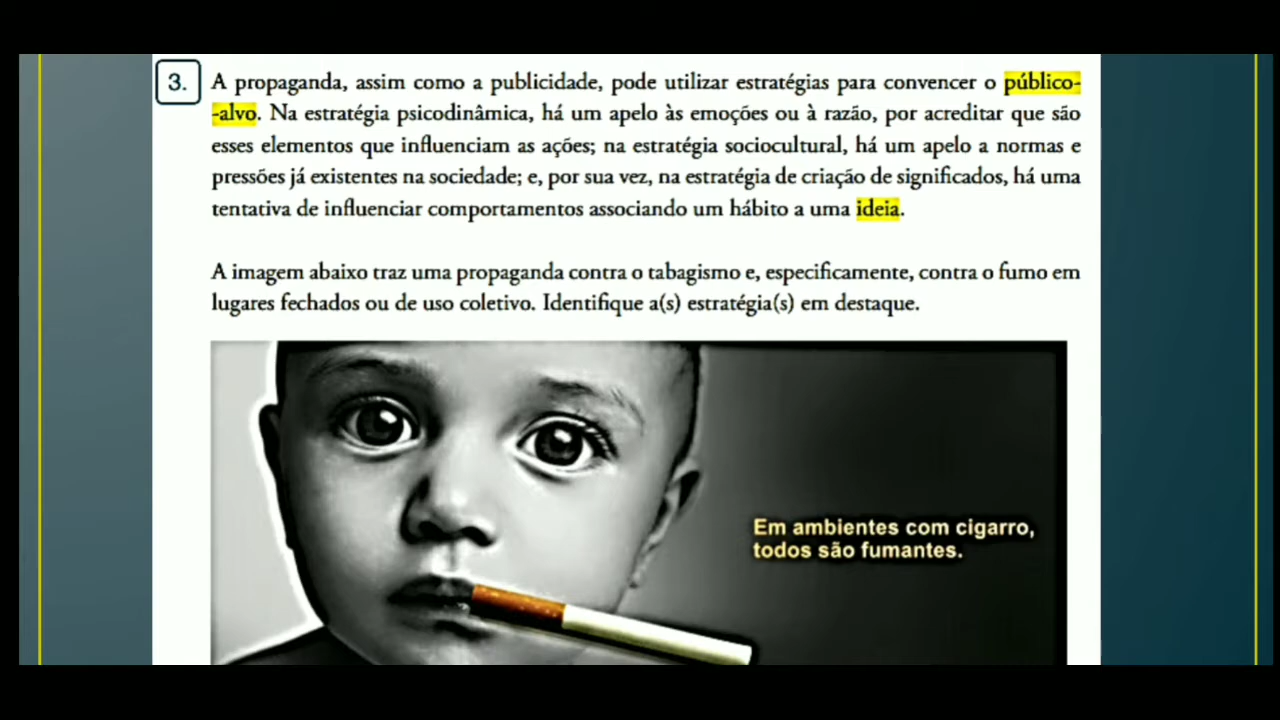 3. A propaganda, assim como a publicidade, pode utilizar estratégias para convencer o público-
-alvo. Na estratégia psicodinâmica, há um apelo às emoções ou à razão, por acreditar que são
esses elementos que influenciam as ações; na estratégia sociocultural, há um apelo a normas e
pressões já existentes na sociedade; e, por sua vez, na estratégia de criação de significados, há uma
tentativa de influenciar comportamentos associando um hábito a uma ideia.
A imagem abaixo traz uma propaganda contra o tabagismo e, especificamente, contra o fumo em
lugares fechados ou de uso coletivo. Identifique a(s) estratégia(s) em destaque.
Em ambientes com cigarro,
todos são fumantes.